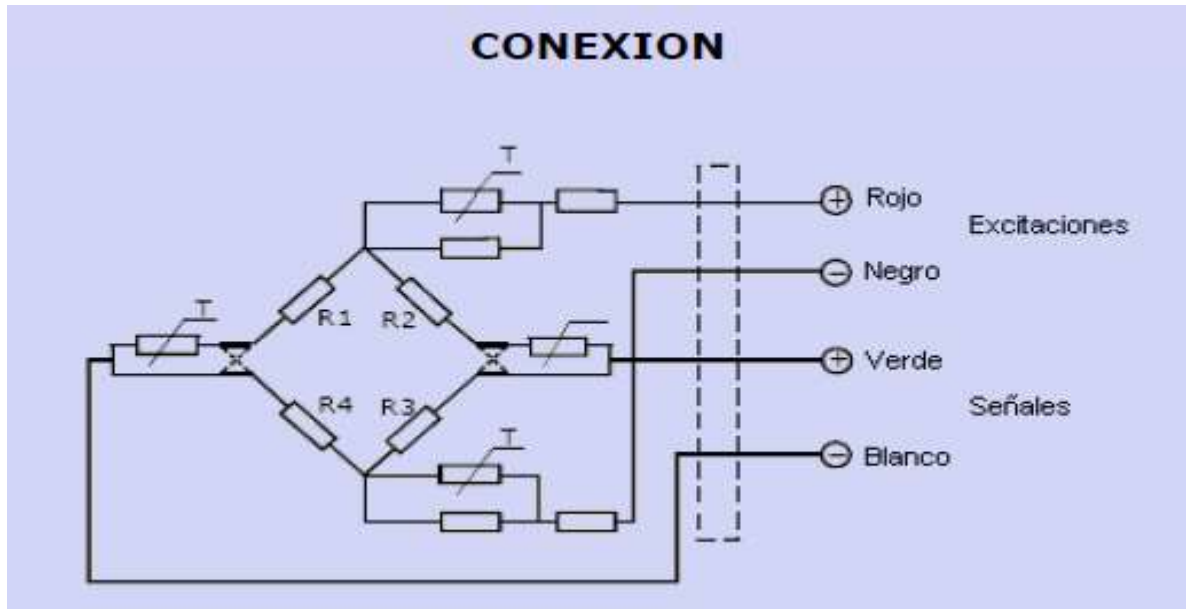 CONEXION
T
+ Rojo
Excitaciones
− Negro
R1 R2
T
+ Verde
R4 R3
Señales
T
− Blanco